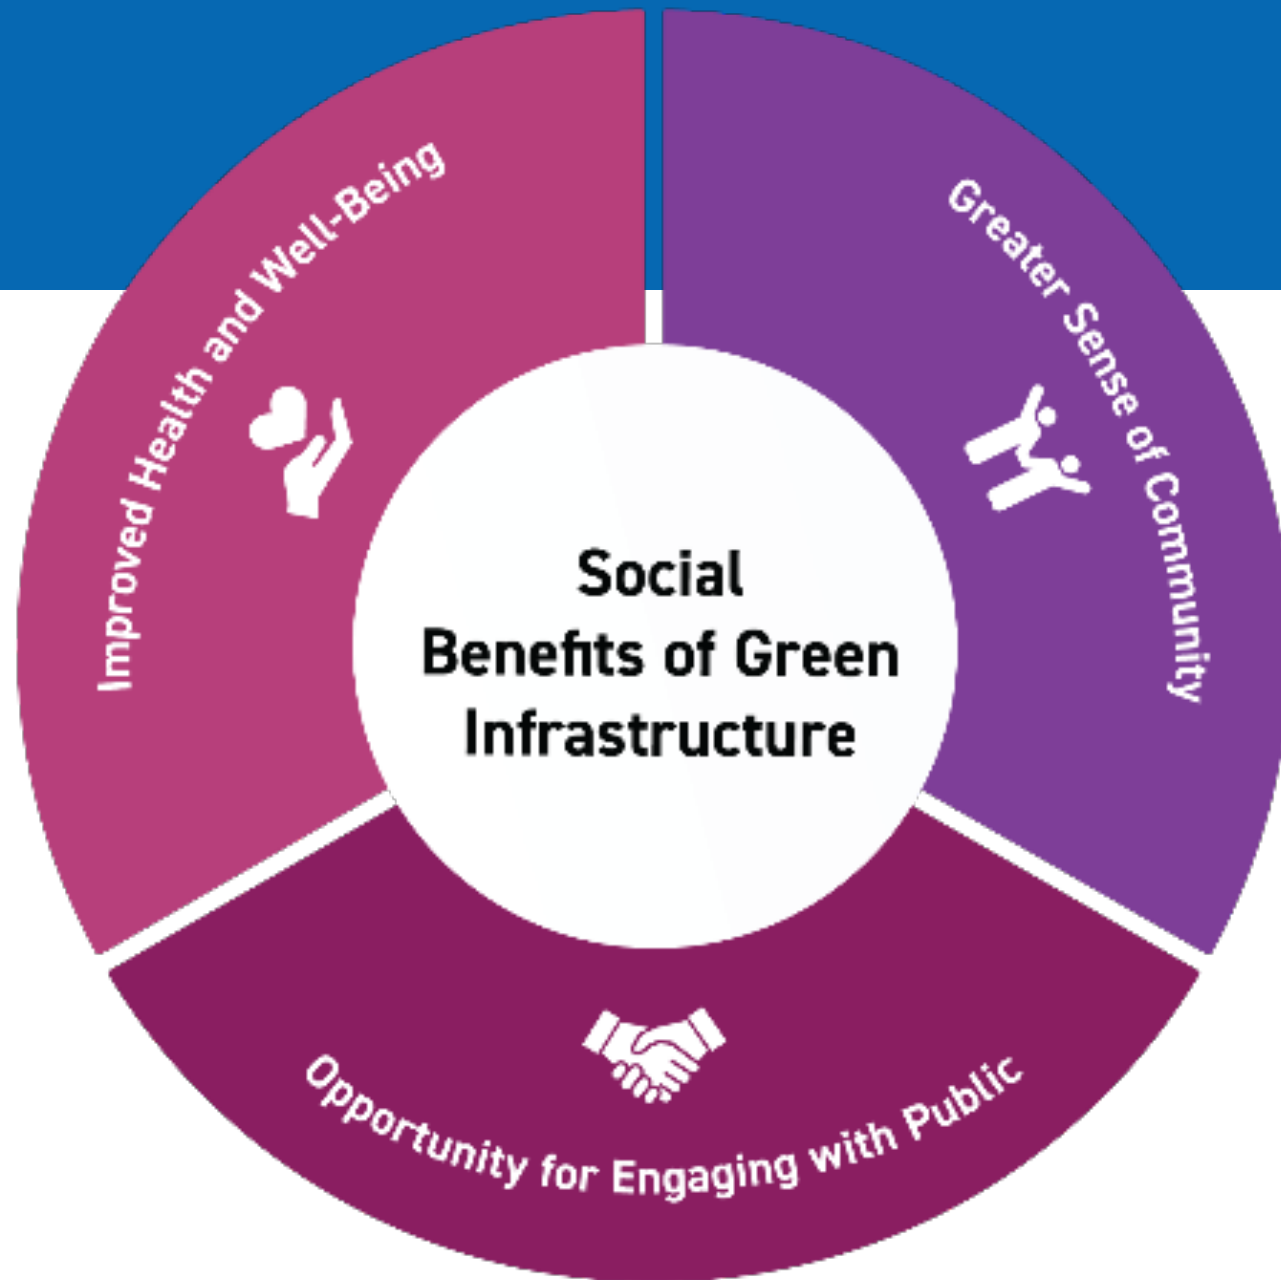 Improved Health and Well-Being
Greater Sense of Community
Social
Benefits of Green
Infrastructure
Opportunity for Engaging with Public